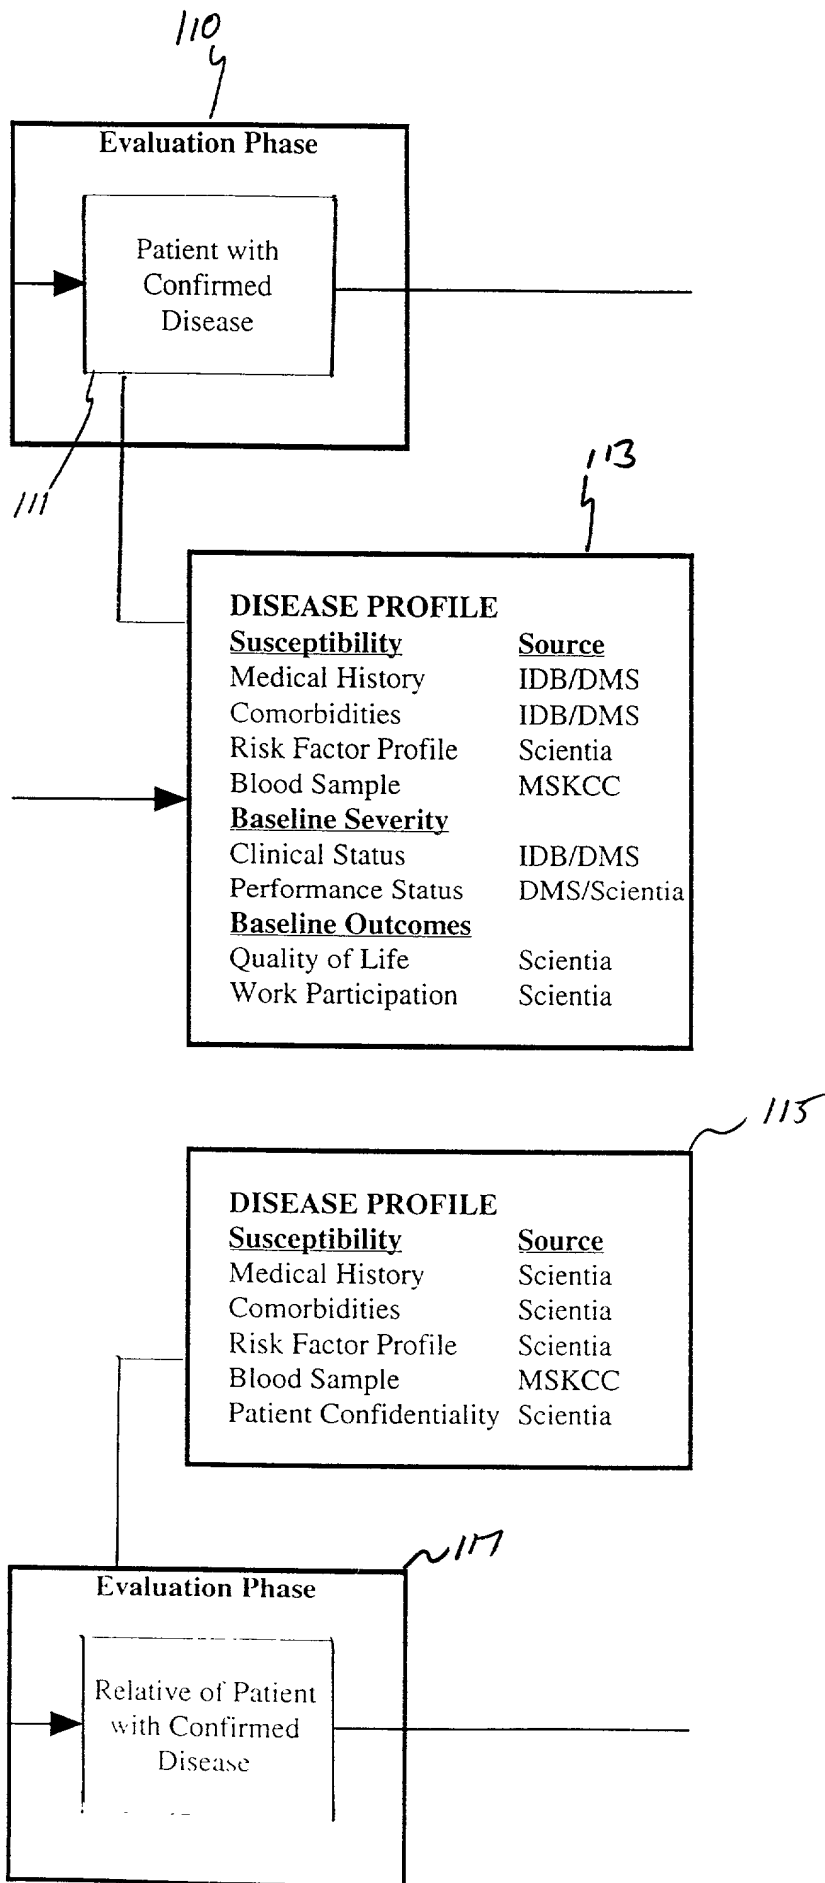 110
Evaluation Phase
Patient with
Confirmed
Disease
111
113
DISEASE PROFILE
Susceptibility Source
Medical History IDB/DMS
Comorbidities IDB/DMS
Risk Factor Profile Scientia
Blood Sample MSKCC
Baseline Severity
Clinical Status IDB/DMS
Performance Status DMS/Scientia
Baseline Outcomes
Quality of Life Scientia
Work Participation Scientia
115
DISEASE PROFILE
Susceptibility Source
Medical History Scientia
Comorbidities Scientia
Risk Factor Profile Scientia
Blood Sample MSKCC
Patient Confidentiality Scientia
117
Evaluation Phase
Relative of Patient
with Confirmed
Disease